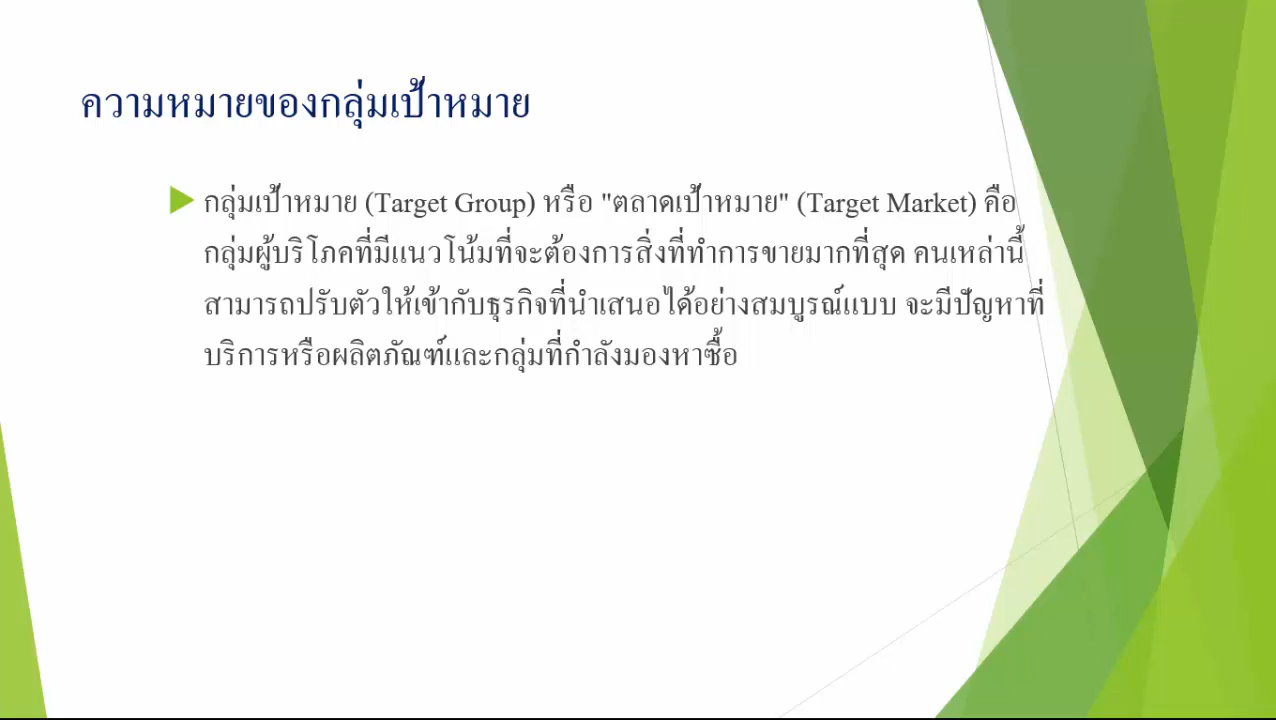 ความหมายของกลุ่มเป้าหมาย
กลุ่มเป้าหมาย (Target Group) หรือ "ตลาดเป้าหมาย" (Target Market) คือ
กลุ่มผู้บริโภคที่มีแนวโน้มที่จะต้องการสิ่งที่ทำการขายมากที่สุด คนเหล่านี้
สามารถปรับตัวให้เข้ากับธุรกิจที่นำเสนอได้อย่างสมบูรณ์แบบ จะมีปัญหาที่
บริการหรือผลิตภัณฑ์และกลุ่มที่กำลังมองหาซื้อ